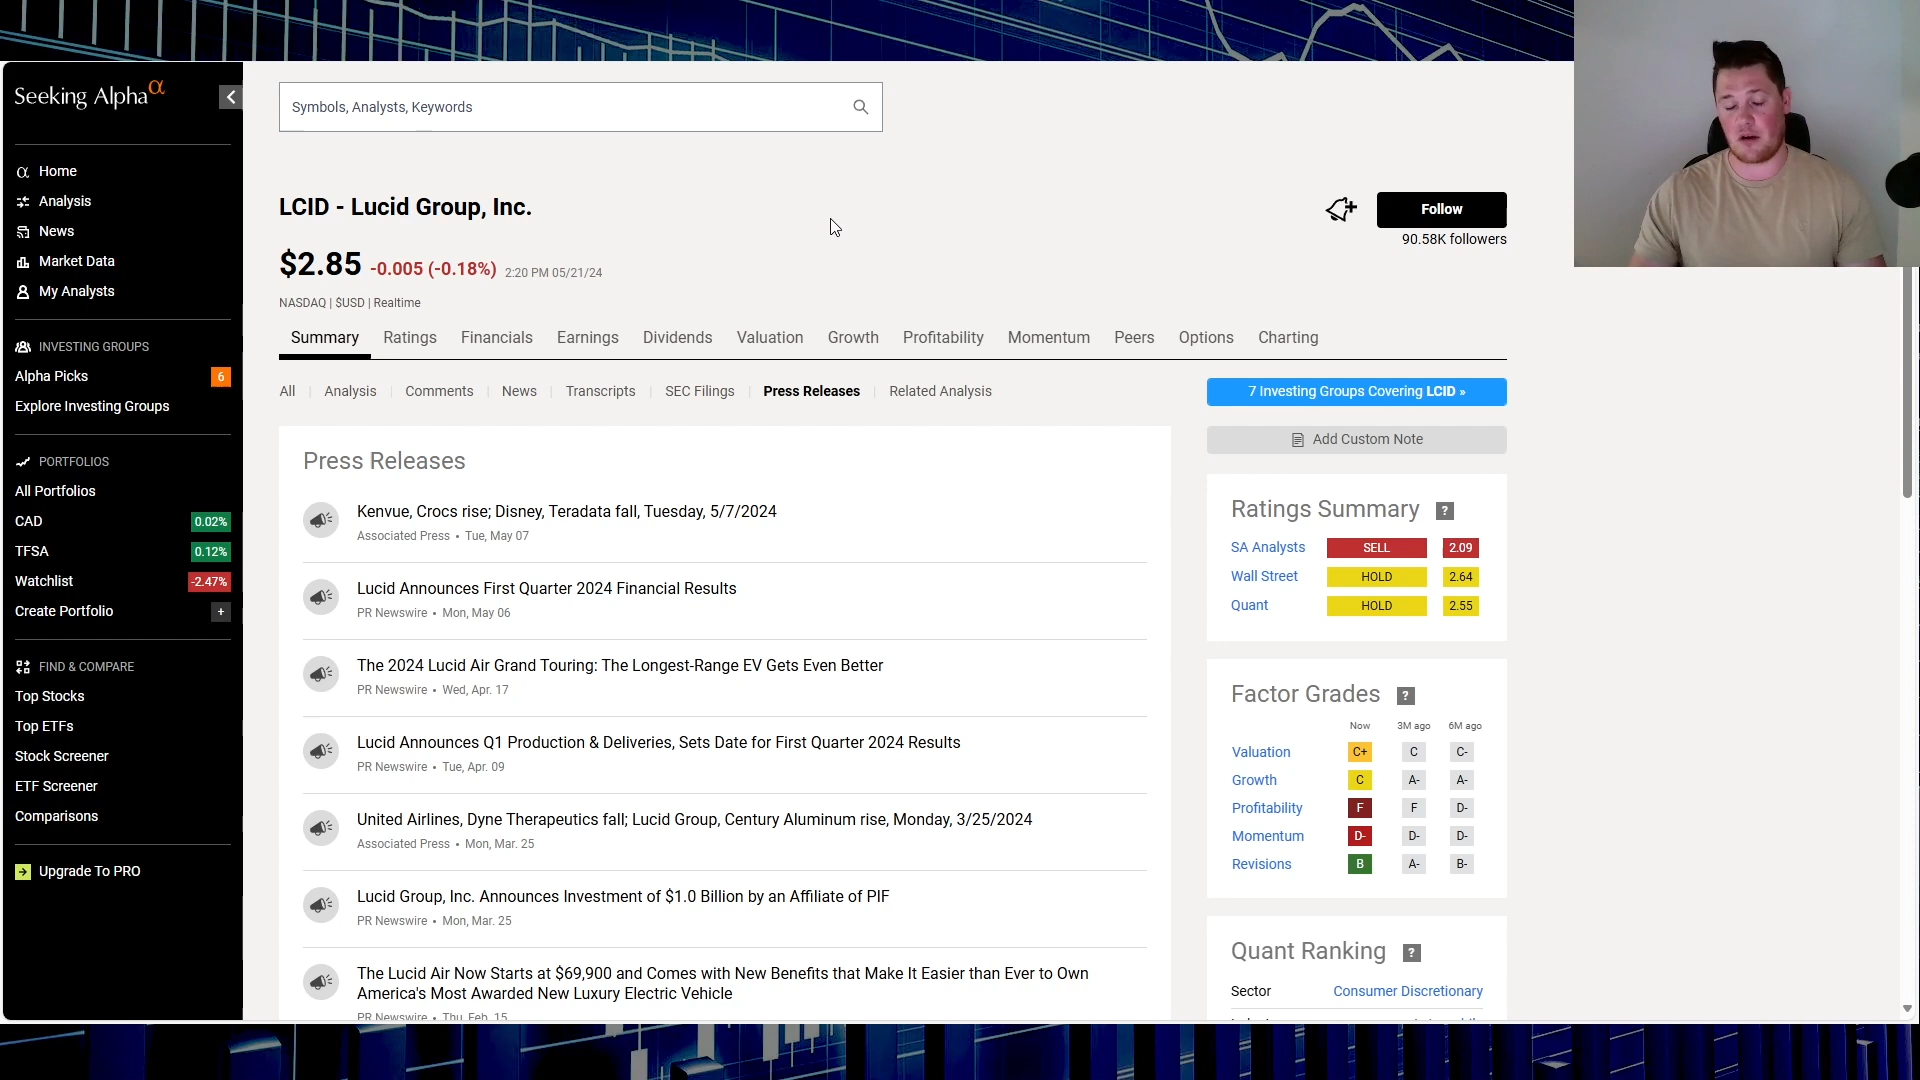 Seeking Alpha α
Symbols, Analysts, Keywords
Home
Analysis
News
Market Data
My Analysts
INVESTING GROUPS
Alpha Picks 6
Explore Investing Groups
PORTFOLIOS
All Portfolios
CAD 0.02%
TFSA 0.12%
Watchlist -2.47%
Create Portfolio +
FIND & COMPARE
Top Stocks
Top ETFs
Stock Screener
ETF Screener
Comparisons
Upgrade To PRO
LCID - Lucid Group, Inc.
$2.85 -0.005 (-0.18%) 2:20 PM 05/21/24
NASDAQ | $USD | Realtime
Follow
90.58K followers
Summary Ratings Financials Earnings Dividends Valuation Growth Profitability Momentum Peers Options Charting
All | Analysis | Comments | News | Transcripts | SEC Filings | Press Releases | Related Analysis
Press Releases
Kenvue, Crocs rise; Disney, Teradata fall, Tuesday, 5/7/2024
Associated Press • Tue, May 07
Lucid Announces First Quarter 2024 Financial Results
PR Newswire • Mon, May 06
The 2024 Lucid Air Grand Touring: The Longest-Range EV Gets Even Better
PR Newswire • Wed, Apr. 17
Lucid Announces Q1 Production & Deliveries, Sets Date for First Quarter 2024 Results
PR Newswire • Tue, Apr. 09
United Airlines, Dyne Therapeutics fall; Lucid Group, Century Aluminum rise, Monday, 3/25/2024
Associated Press • Mon, Mar. 25
Lucid Group, Inc. Announces Investment of $1.0 Billion by an Affiliate of PIF
PR Newswire • Mon, Mar. 25
The Lucid Air Now Starts at $69,900 and Comes with New Benefits that Make It Easier than Ever to Own
America's Most Awarded New Luxury Electric Vehicle
PR Newswire • Thu, Feb. 15
7 Investing Groups Covering LCID »
Add Custom Note
Ratings Summary ?
SA Analysts SELL 2.09
Wall Street HOLD 2.64
Quant HOLD 2.55
Factor Grades ?
Now 3M ago 6M ago
Valuation C+ C C-
Growth C A- A-
Profitability F F D-
Momentum D- D- D-
Revisions B A- B-
Quant Ranking ?
Sector Consumer Discretionary